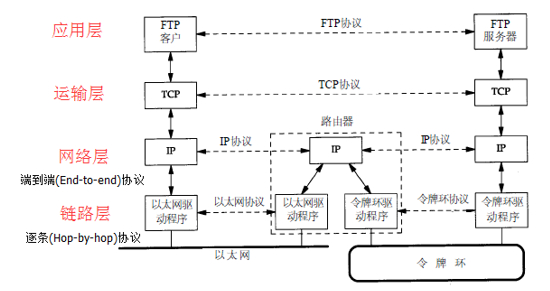 应用层
FTP
客户
FTP协议
FTP
服务器
运输层
TCP
TCP协议
TCP
路由器
网络层
IP
IP协议
IP
IP协议
IP
端到端(End-to-end)协议
链路层
以太网驱
动程序
以太网协议
以太网驱
动程序
令牌环驱
动程序
令牌环协议
令牌环驱
动程序
逐条(Hop-by-hop)协议
以太网
令牌环